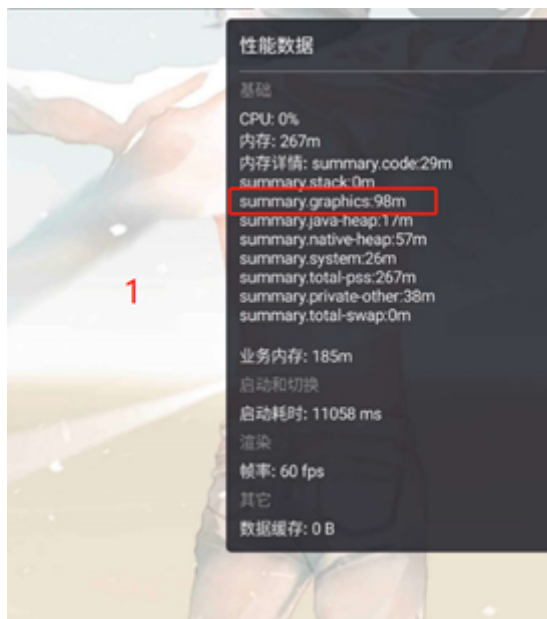 性能数据
基础
CPU: 0%
内存: 267m
内存详情: summary.code:29m
summary.stack:0m
summary.graphics:98m
summary.java-heap:17m
summary.native-heap:57m
summary.system:26m
summary.total-pss:267m
summary.private-other:38m
summary.total-swap:0m
1
业务内存: 185m
启动和切换
启动耗时: 11058 ms
渲染
帧率: 60 fps
其它
数据缓存: 0 B